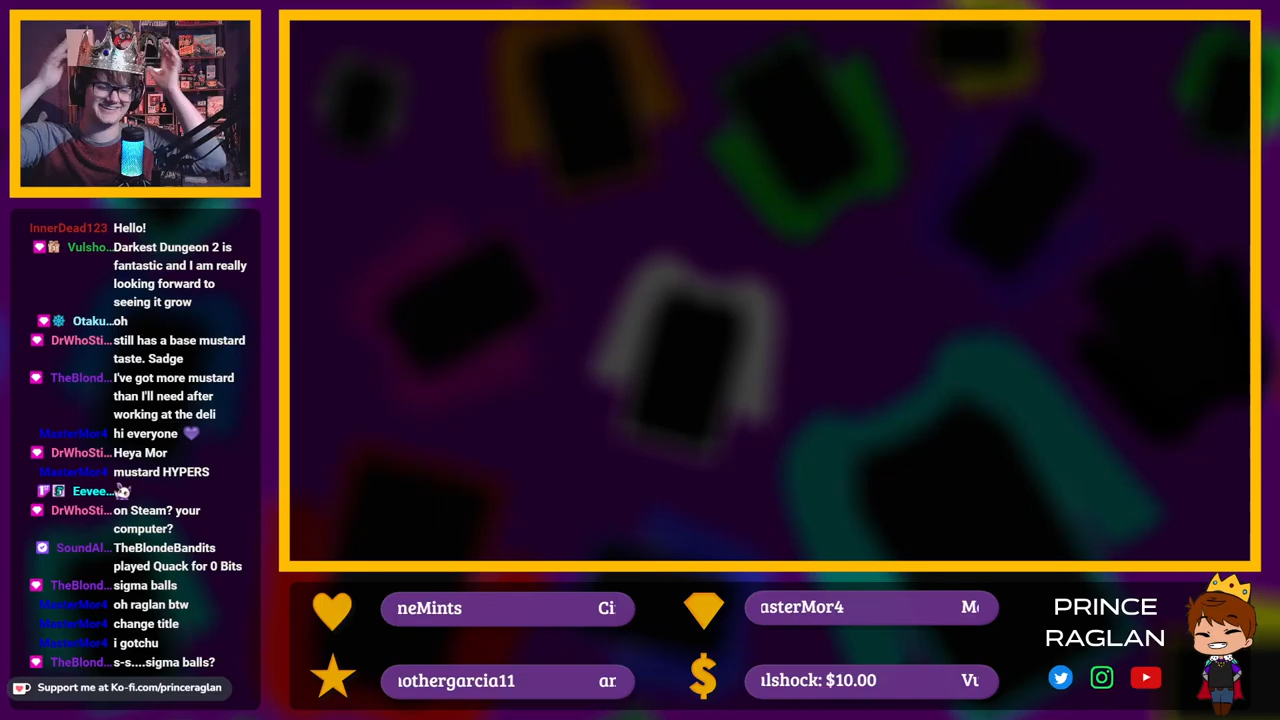 InnerDead123 Hello!
Vulsho... Darkest Dungeon 2 is
fantastic and I am really
looking forward to
seeing it grow
Otaku... oh
DrWhoSti... still has a base mustard
taste. Sadge
TheBlond... I've got more mustard
than I'll need after
working at the deli
MasterMor4 hi everyone
DrWhoSti... Heya Mor
MasterMor4 mustard HYPERS
Eevee...
DrWhoSti... on Steam? your
computer?
SoundAl... TheBlondeBandits
played Quack for 0 Bits
TheBlond... sigma balls
MasterMor4 oh raglan btw
MasterMor4 change title
MasterMor4 i gotchu
TheBlond... s-s....sigma balls?
Support me at Ko-fi.com/princeraglan
neMints Ci
asterMor4 M
othergarcia11 ar
ulshock: $10.00 Vu
PRINCE
RAGLAN